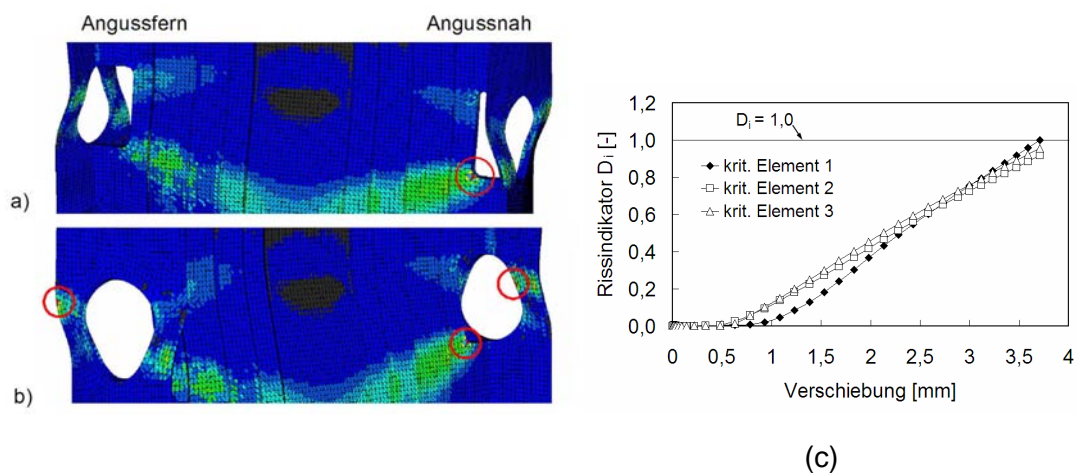 Angussfern
Angussnah
a)
b)
Rissindikator Di [-]
1,2
1,0
0,8
0,6
0,4
0,2
0,0
Di = 1,0
krit. Element 1
krit. Element 2
krit. Element 3
0
0,5
1
1,5
2
2,5
3
3,5
4
Verschiebung [mm]
(c)